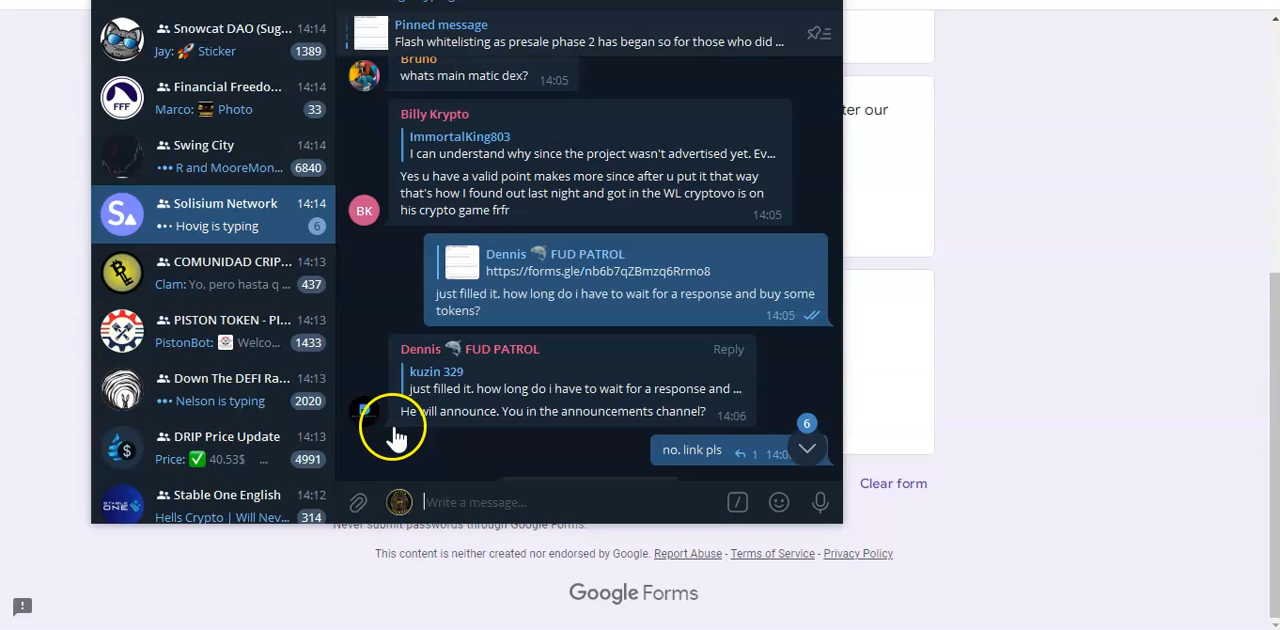 Snowcat DAO (Sug... 14:14
Jay: 🚀 Sticker 1389
Financial Freedo... 14:14
Marco: Photo 33
Swing City 14:14
••• R and MooreMon... 6840
Solisium Network 14:14
••• Hovig is typing 6
COMUNIDAD CRIP... 14:13
Clam: Yo, pero hasta q ... 437
PISTON TOKEN - PI... 14:13
PistonBot: Welco... 1433
Down The DEFI Ra... 14:13
••• Nelson is typing 2020
DRIP Price Update 14:13
Price: ✅ 40.53$ ... 4991
Stable One English 14:12
Hells Crypto | Will Nev... 314
FFF
STABLE
ONE
Pinned message
Flash whitelisting as presale phase 2 has began so for those who did ...
Bruno
whats main matic dex? 14:05
Billy Krypto
ImmortalKing803
I can understand why since the project wasn't advertised yet. Ev...
Yes u have a valid point makes more since after u put it that way
that's how I found out last night and got in the WL cryptovo is on
his crypto game frfr
14:05
BK
Dennis 🐬 FUD PATROL
https://forms.gle/nb6b7qZBmzq6Rrmo8
just filled it. how long do i have to wait for a response and buy some
tokens?
14:05
Dennis 🐬 FUD PATROL Reply
kuzin 329
just filled it. how long do i have to wait for a response and ...
He will announce. You in the announcements channel? 14:06
6
no. link pls 1
Write a message...
ter our
Clear form
Never submit passwords through Google Forms.
This content is neither created nor endorsed by Google. Report Abuse - Terms of Service - Privacy Policy
Google Forms